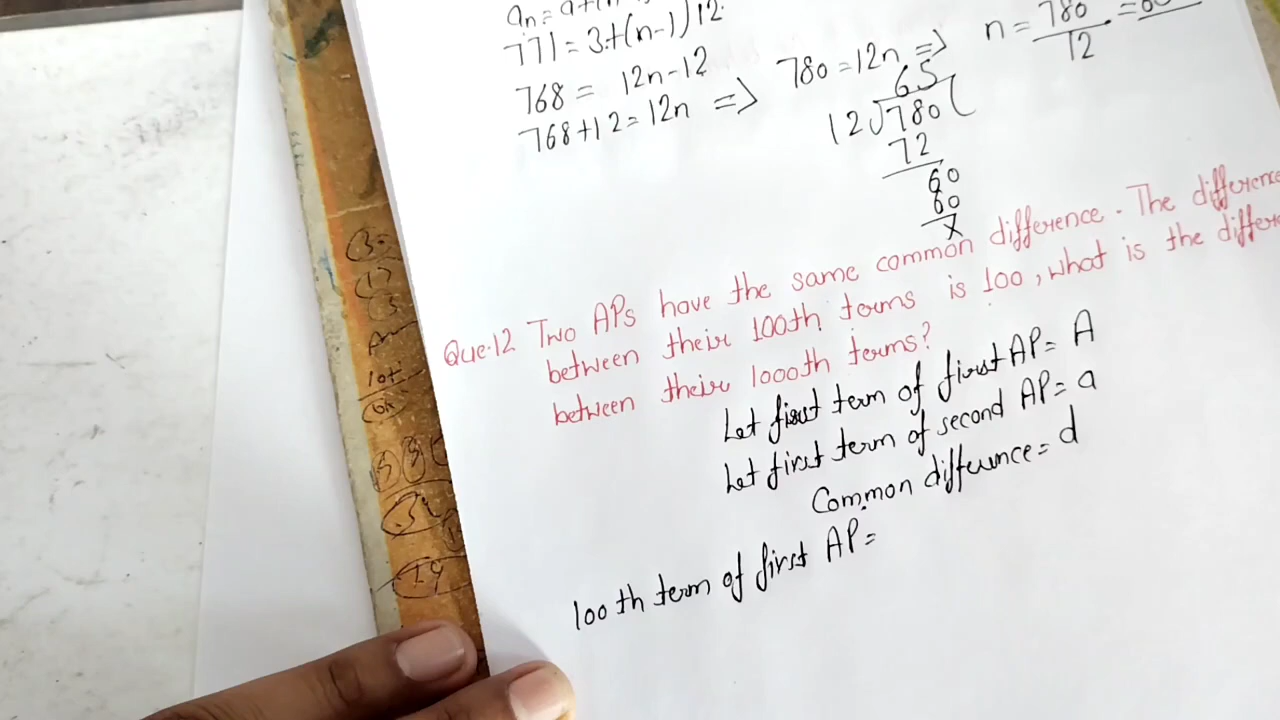 771 = 3+(n-1)12
768 = 12n-12
768+12=12n => 780=12n => n = 780/12 =
65
12)780(
72
60
60
x
Que.12 Two APs have the same common difference. The difference
between their 100th terms is 100, what is the
between their 1000th terms?
Let first term of first AP= A
Let first term of second AP= a
Common difference= d
100th term of first AP=